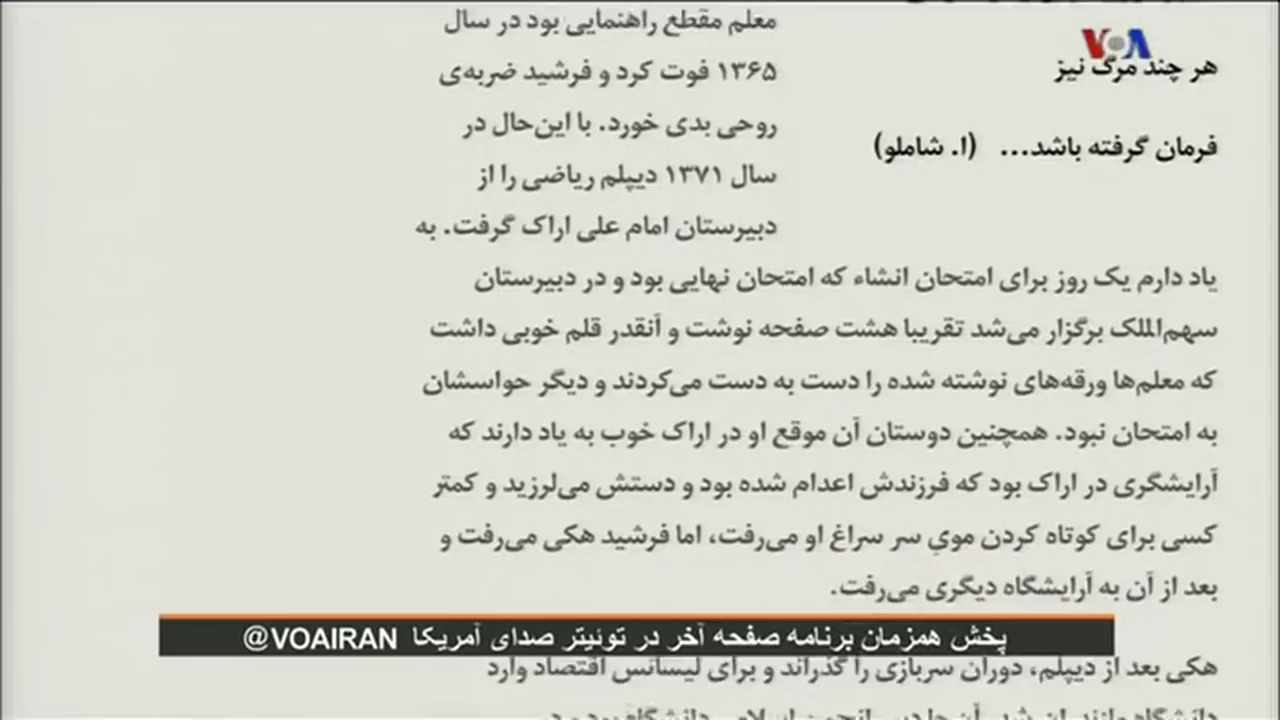 VOA
هر چند مرگ نیز
فرمان گرفته باشد... (ا. شاملو)
معلم مقطع راهنمایی بود در سال
۱۳۶۵ فوت کرد و فرشید ضربه‌ی
روحی بدی خورد. با این‌حال در
سال ۱۳۷۱ دیپلم ریاضی را از
دبیرستان امام علی اراک گرفت. به
یاد دارم یک روز برای امتحان انشاء که امتحان نهایی بود و در دبیرستان
سهم‌الملک برگزار می‌شد تقریبا هشت صفحه نوشت و آنقدر قلم خوبی داشت
که معلم‌ها ورقه‌های نوشته شده را دست به دست می‌کردند و دیگر حواسشان
به امتحان نبود. همچنین دوستان آن موقع او در اراک خوب به یاد دارند که
آرایشگری در اراک بود که فرزندش اعدام شده بود و دستش می‌لرزید و کمتر
کسی برای کوتاه کردن مویِ سر سراغ او می‌رفت، اما فرشید هکی می‌رفت و
بعد از آن به آرایشگاه دیگری می‌رفت.
پخش همزمان برنامه صفحه آخر در توئیتر صدای آمریکا @VOAIRAN
هکی بعد از دیپلم، دوران سربازی را گذراند و برای لیسانس اقتصاد وارد